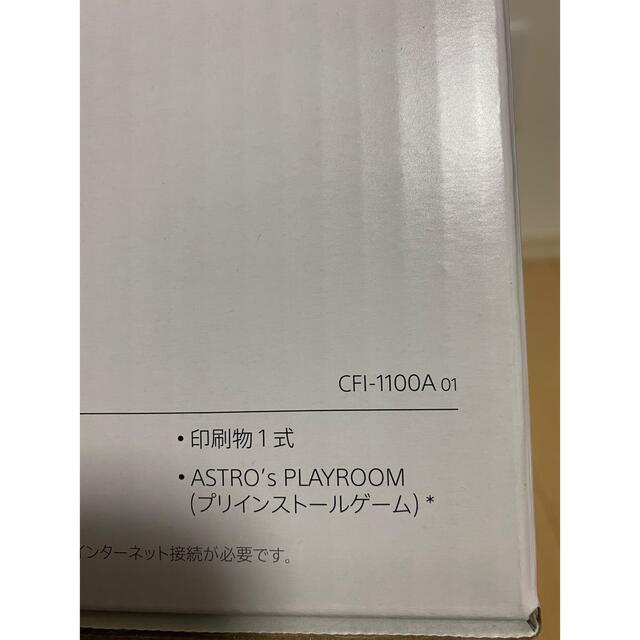 CFI-1100A 01
• 印刷物1式
• ASTRO's PLAYROOM
(プリインストールゲーム) *
インターネット接続が必要です。